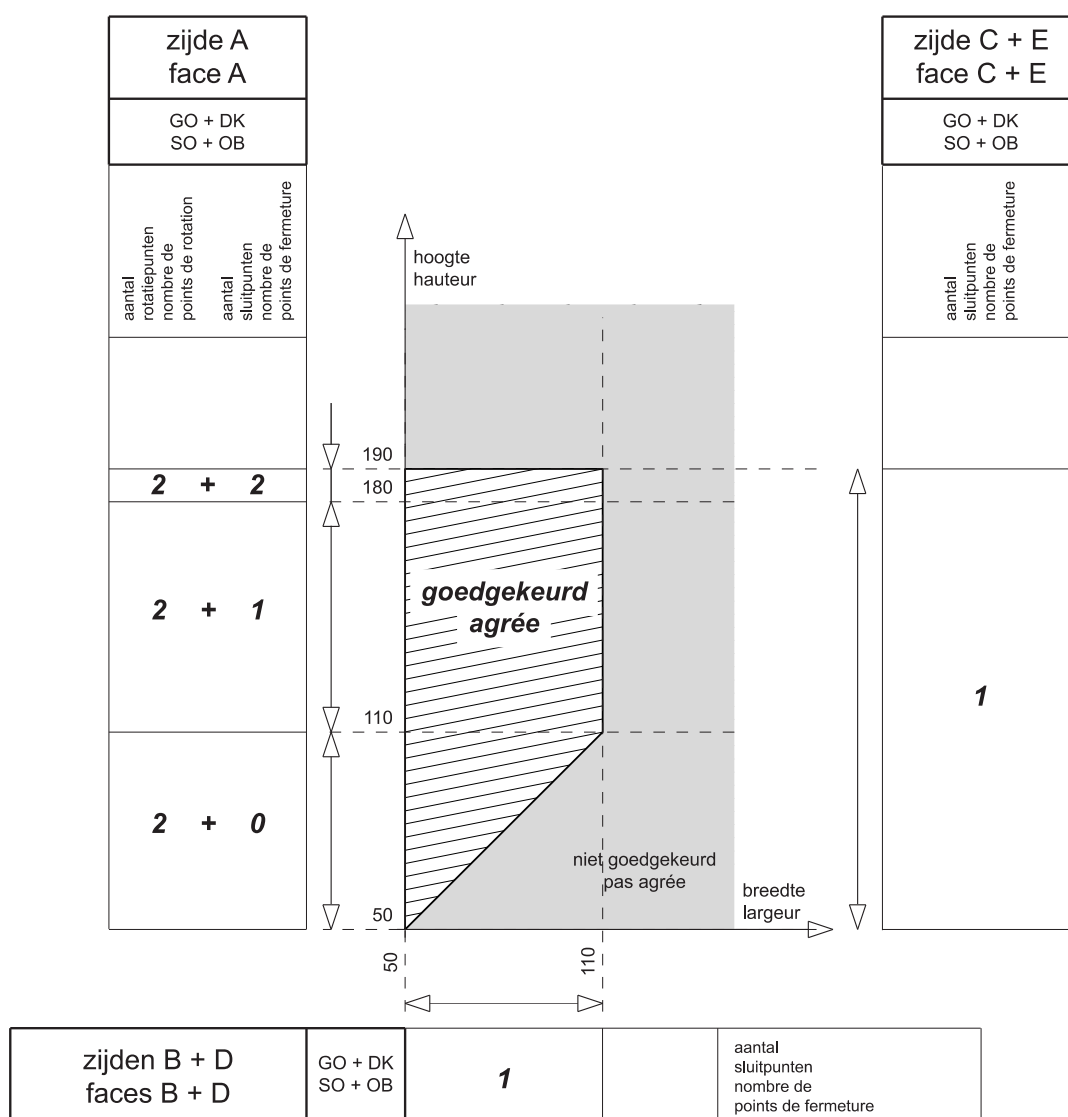 zijde A
face A
GO + DK
SO + OB
aantal
rotatiepunten
nombre de
points de rotation
aantal
sluitpunten
nombre de
points de fermeture
zijde C + E
face C + E
GO + DK
SO + OB
aantal
sluitpunten
nombre de
points de fermeture
hoogte
hauteur
190
2 + 2
180
goedgekeurd
agrée
2 + 1
110
1
2 + 0
niet goedgekeurd
pas agrée
breedte
largeur
50
50
110
zijden B + D
faces B + D
GO + DK
SO + OB
1
aantal
sluitpunten
nombre de
points de fermeture